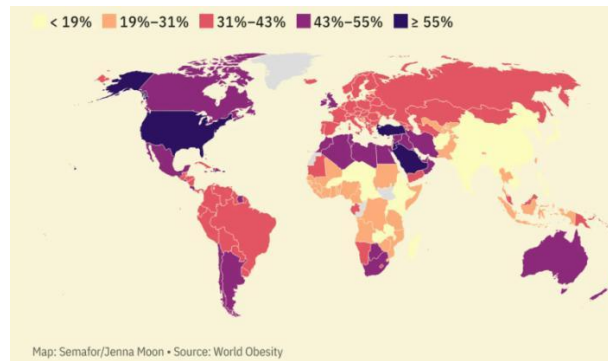 < 19% 19%–31% 31%–43% 43%–55% ≥ 55%
Map: Semafor/Jenna Moon • Source: World Obesity